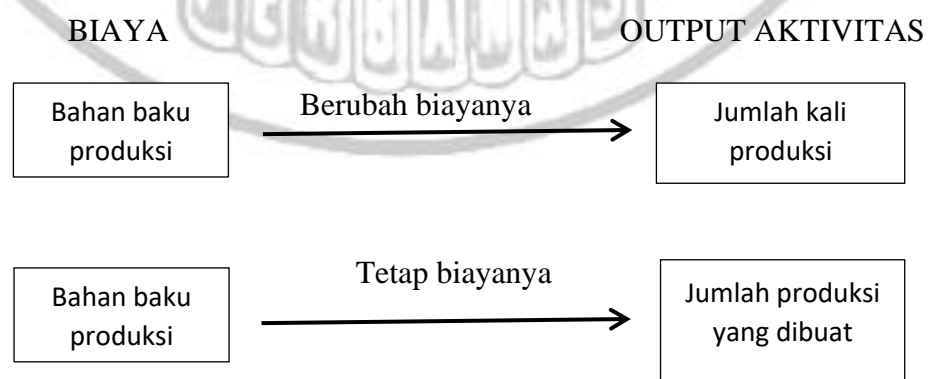 BIAYA OUTPUT AKTIVITAS
Bahan baku
produksi
Berubah biayanya
Jumlah kali
produksi
Bahan baku
produksi
Tetap biayanya
Jumlah produksi
yang dibuat